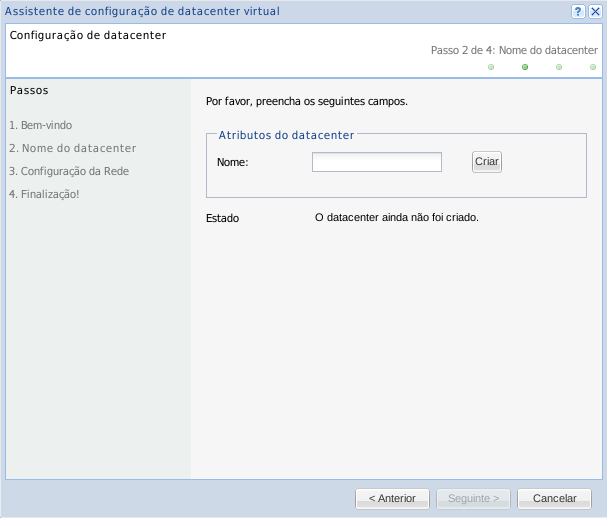 Assistente de configuração de datacenter virtual
?
Configuração de datacenter
Passo 2 de 4: Nome do datacenter
Passos
1. Bem-vindo
2. Nome do datacenter
3. Configuração da Rede
4. Finalização!
Por favor, preencha os seguintes campos.
Atributos do datacenter
Nome:
Criar
Estado
O datacenter ainda não foi criado.
< Anterior
Seguinte >
Cancelar